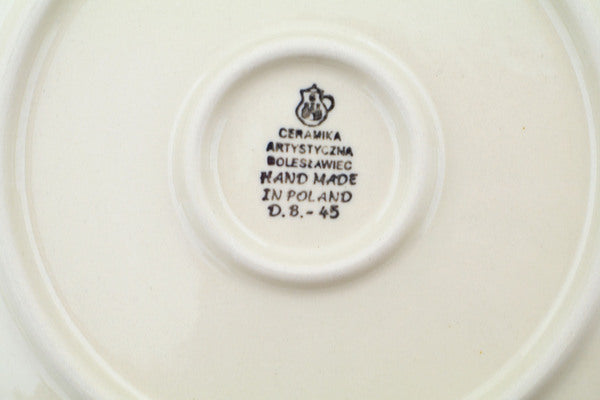 CERAMIKA
ARTYSTYCZNA
BOLESŁAWIEC
HAND MADE
IN POLAND
D.B.-45